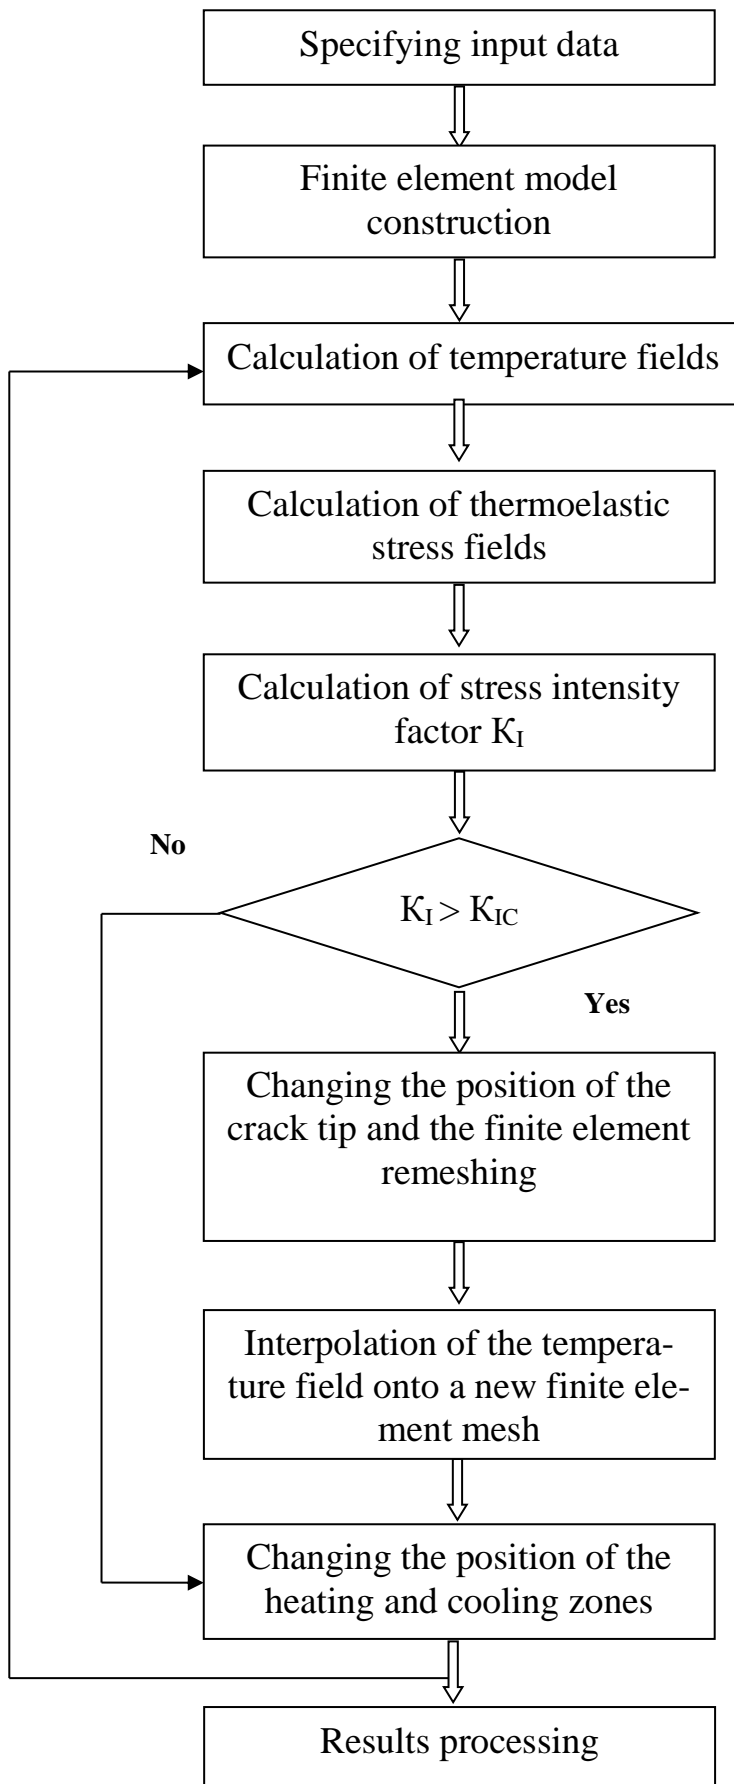 Specifying input data
Finite element model
construction
Calculation of temperature fields
Calculation of thermoelastic
stress fields
Calculation of stress intensity
factor K_I
No
K_I > K_IC
Yes
Changing the position of the
crack tip and the finite element
remeshing
Interpolation of the tempera-
ture field onto a new finite ele-
ment mesh
Changing the position of the
heating and cooling zones
Results processing